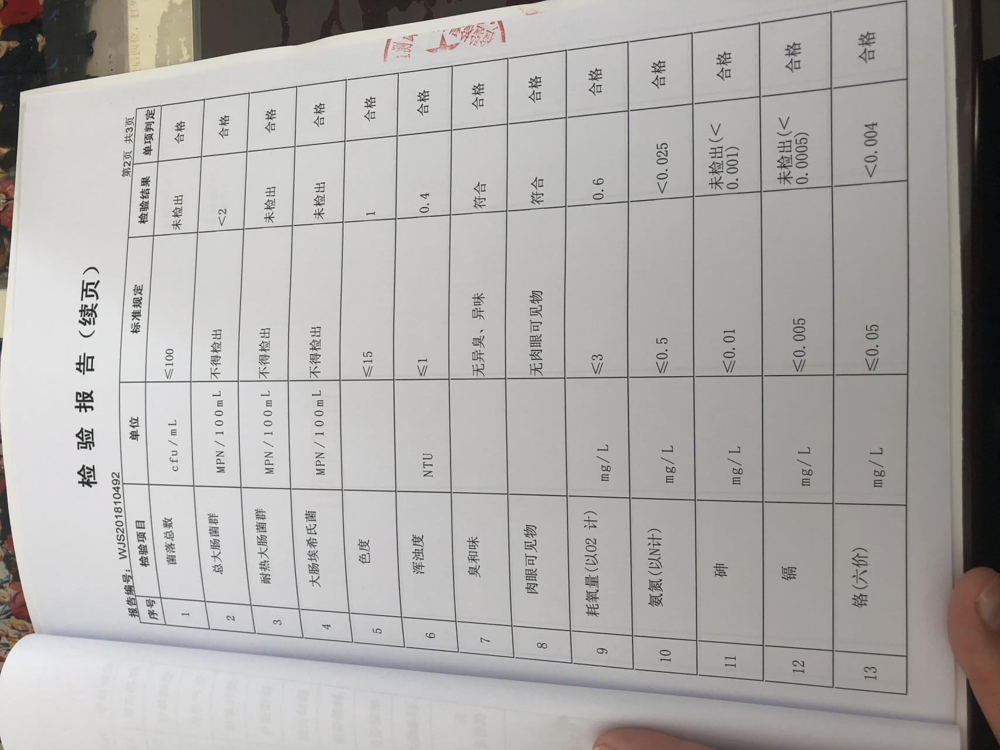 检 验 报 告（续页）
报告编号：WJS201810492 第2页 共3页
序号 检验项目 单位 标准规定 检验结果 单项判定
1 菌落总数 cfu/mL ≤100 未检出 合格
2 总大肠菌群 MPN/100mL 不得检出 <2 合格
3 耐热大肠菌群 MPN/100mL 不得检出 未检出 合格
4 大肠埃希氏菌 MPN/100mL 不得检出 未检出 合格
5 色度 ≤15 1 合格
6 浑浊度 NTU ≤1 0.4 合格
7 臭和味 无异臭、异味 符合 合格
8 肉眼可见物 无肉眼可见物 符合 合格
9 耗氧量(以O2 计) mg/L ≤3 0.6 合格
10 氨氮(以N计) mg/L ≤0.5 <0.025 合格
11 砷 mg/L ≤0.01 未检出(<
0.001) 合格
12 镉 mg/L ≤0.005 未检出(<
0.0005) 合格
13 铬(六价) mg/L ≤0.05 <0.004 合格